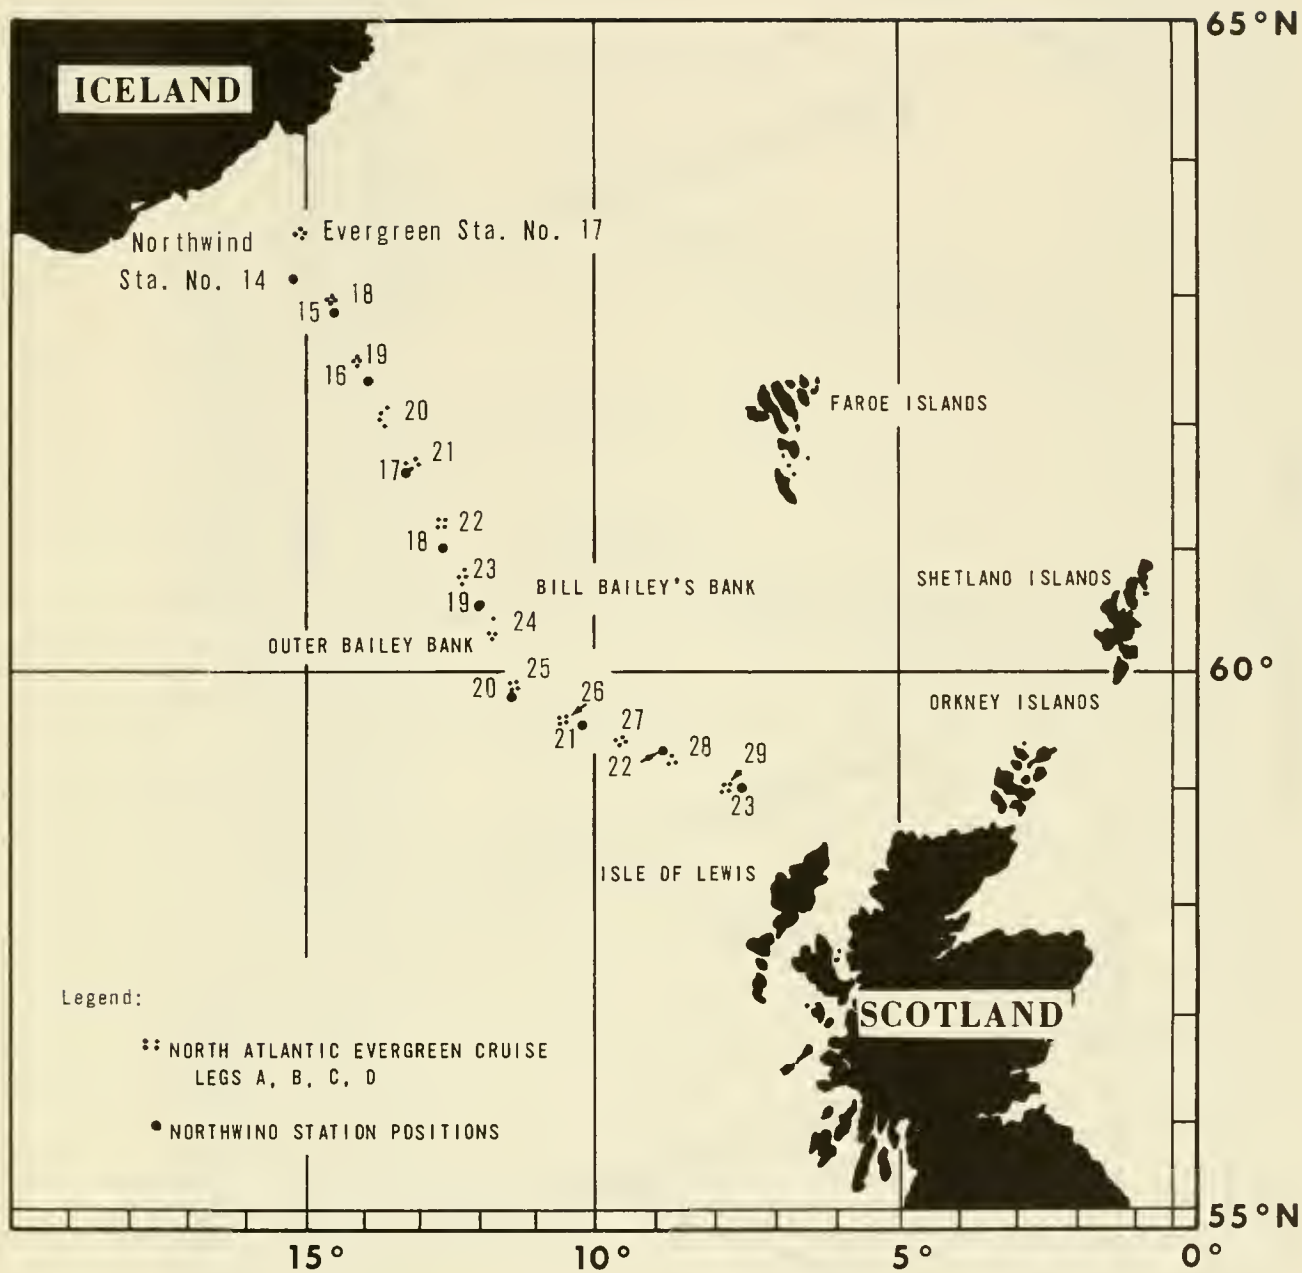 65°N
ICELAND
Evergreen Sta. No. 17
Northwind
Sta. No. 14
18
15
19
16
20
FAROE ISLANDS
21
17
22
18
23
SHETLAND ISLANDS
BILL BAILEY'S BANK
19
24
OUTER BAILEY BANK
25
60°
20
26
ORKNEY ISLANDS
27
21
28
22
29
23
ISLE OF LEWIS
Legend:
SCOTLAND
NORTH ATLANTIC EVERGREEN CRUISE
LEGS A, B, C, D
NORTHWIND STATION POSITIONS
55°N
15°
10°
5°
0°